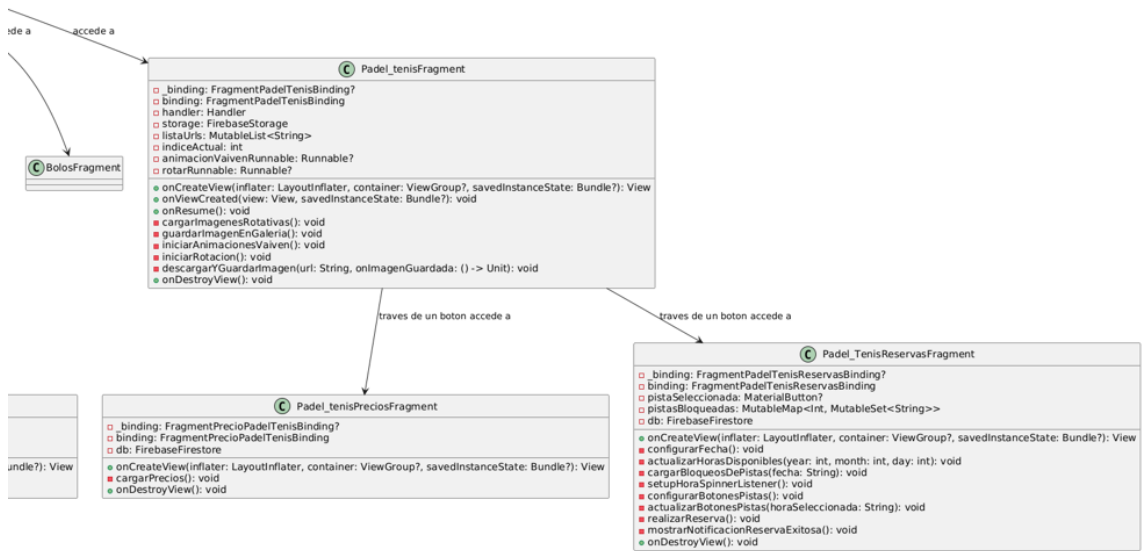 ede a
accede a
C Padel_tenisFragment
_binding: FragmentPadelTenisBinding?
binding: FragmentPadelTenisBinding
handler: Handler
storage: FirebaseStorage
listaUrls: MutableList<String>
indiceActual: int
animacionVaivenRunnable: Runnable?
rotarRunnable: Runnable?
onCreateView(inflater: LayoutInflater, container: ViewGroup?, savedInstanceState: Bundle?): View
onViewCreated(view: View, savedInstanceState: Bundle?): void
onResume(): void
cargarImagenesRotativas(): void
guardarImagenEnGaleria(): void
iniciarAnimacionesVaiven(): void
iniciarRotacion(): void
descargarYGuardarImagen(url: String, onImagenGuardada: () -> Unit): void
onDestroyView(): void
C BolosFragment
traves de un boton accede a
traves de un boton accede a
undle?): View
C Padel_tenisPreciosFragment
_binding: FragmentPrecioPadelTenisBinding?
binding: FragmentPrecioPadelTenisBinding
db: FirebaseFirestore
onCreateView(inflater: LayoutInflater, container: ViewGroup?, savedInstanceState: Bundle?): View
cargarPrecios(): void
onDestroyView(): void
C Padel_TenisReservasFragment
_binding: FragmentPadelTenisReservasBinding?
binding: FragmentPadelTenisReservasBinding
pistaSeleccionada: MaterialButton?
pistasBloqueadas: MutableMap<Int, MutableSet<String>>
db: FirebaseFirestore
onCreateView(inflater: LayoutInflater, container: ViewGroup?, savedInstanceState: Bundle?): View
configurarFecha(): void
actualizarHorasDisponibles(year: int, month: int, day: int): void
cargarBloqueosDePistas(fecha: String): void
setupHoraSpinnerListener(): void
configurarBotonesPistas(): void
actualizarBotonesPistas(horaSeleccionada: String): void
realizarReserva(): void
mostrarNotificacionReservaExitosa(): void
onDestroyView(): void